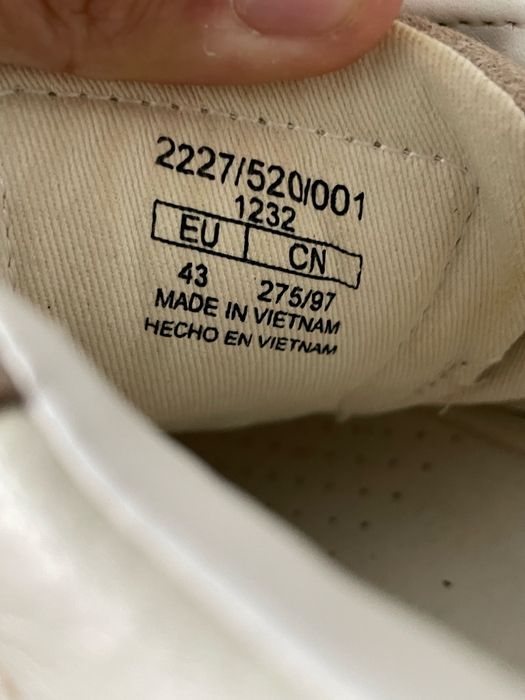 2227/520/001
1232
EU CN
43 275/97
MADE IN VIETNAM
HECHO EN VIETNAM